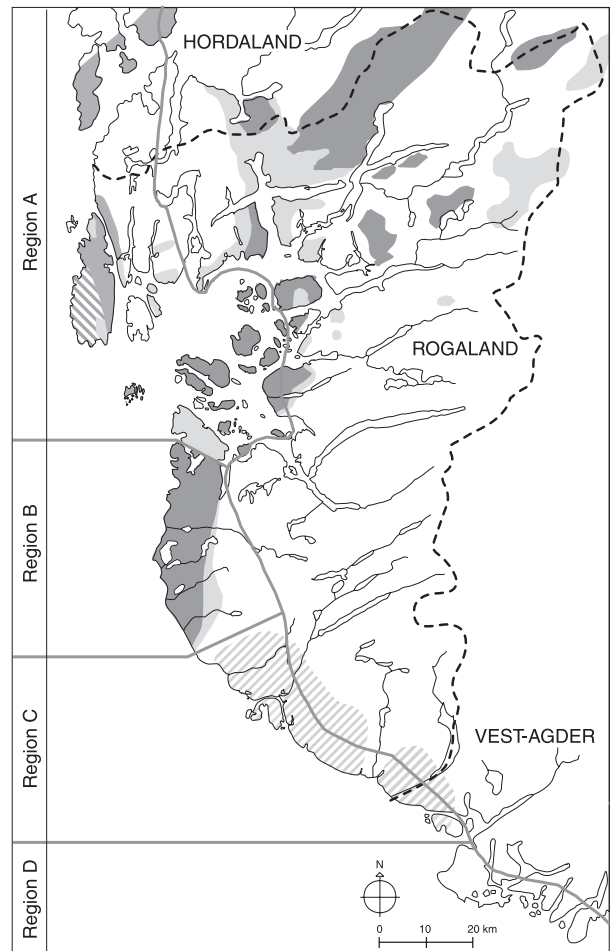 HORDALAND
Region A
ROGALAND
Region B
Region C
VEST-AGDER
Region D
N
0 10 20 km